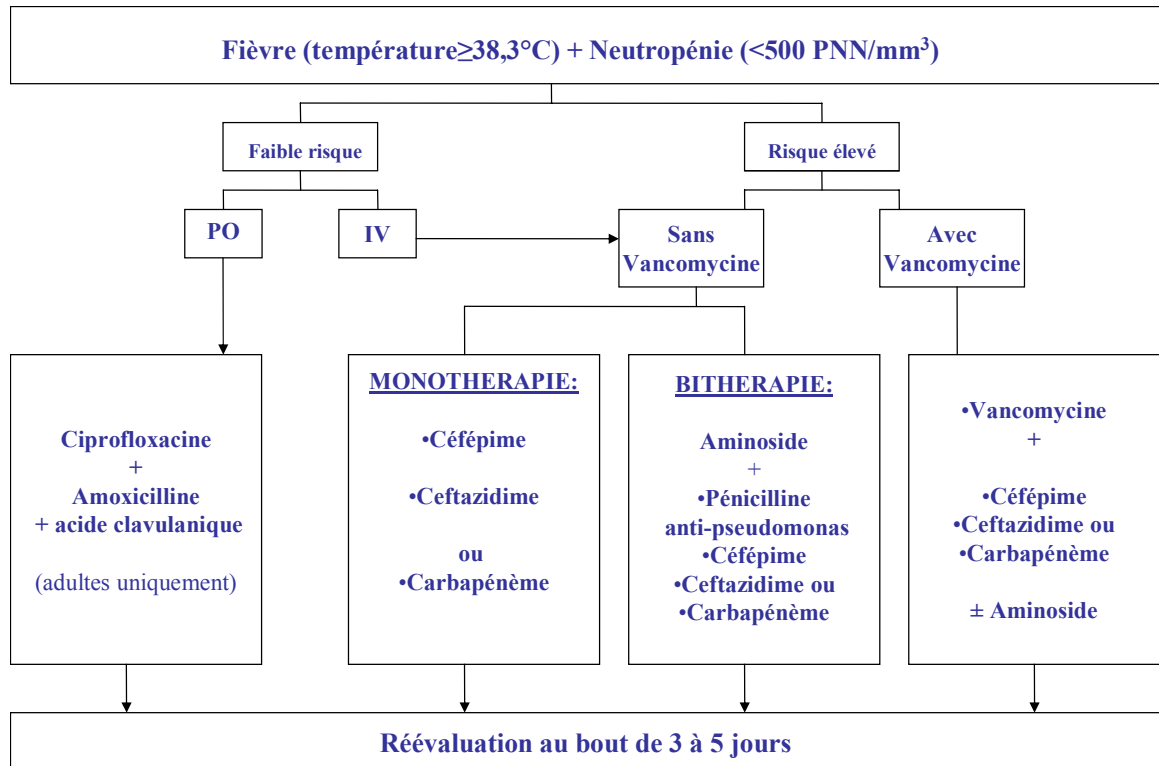 Fièvre (température≥38,3°C) + Neutropénie (<500 PNN/mm³)
Faible risque
Risque élevé
PO
IV
Sans
Vancomycine
Avec
Vancomycine
Ciprofloxacine
+
Amoxicilline
+ acide clavulanique
(adultes uniquement)
MONOTHERAPIE:
•Céfépime
•Ceftazidime
ou
•Carbapénème
BITHERAPIE:
Aminoside
+
•Pénicilline
anti-pseudomonas
•Céfépime
•Ceftazidime ou
•Carbapénème
•Vancomycine
+
•Céfépime
•Ceftazidime ou
•Carbapénème
± Aminoside
Réévaluation au bout de 3 à 5 jours